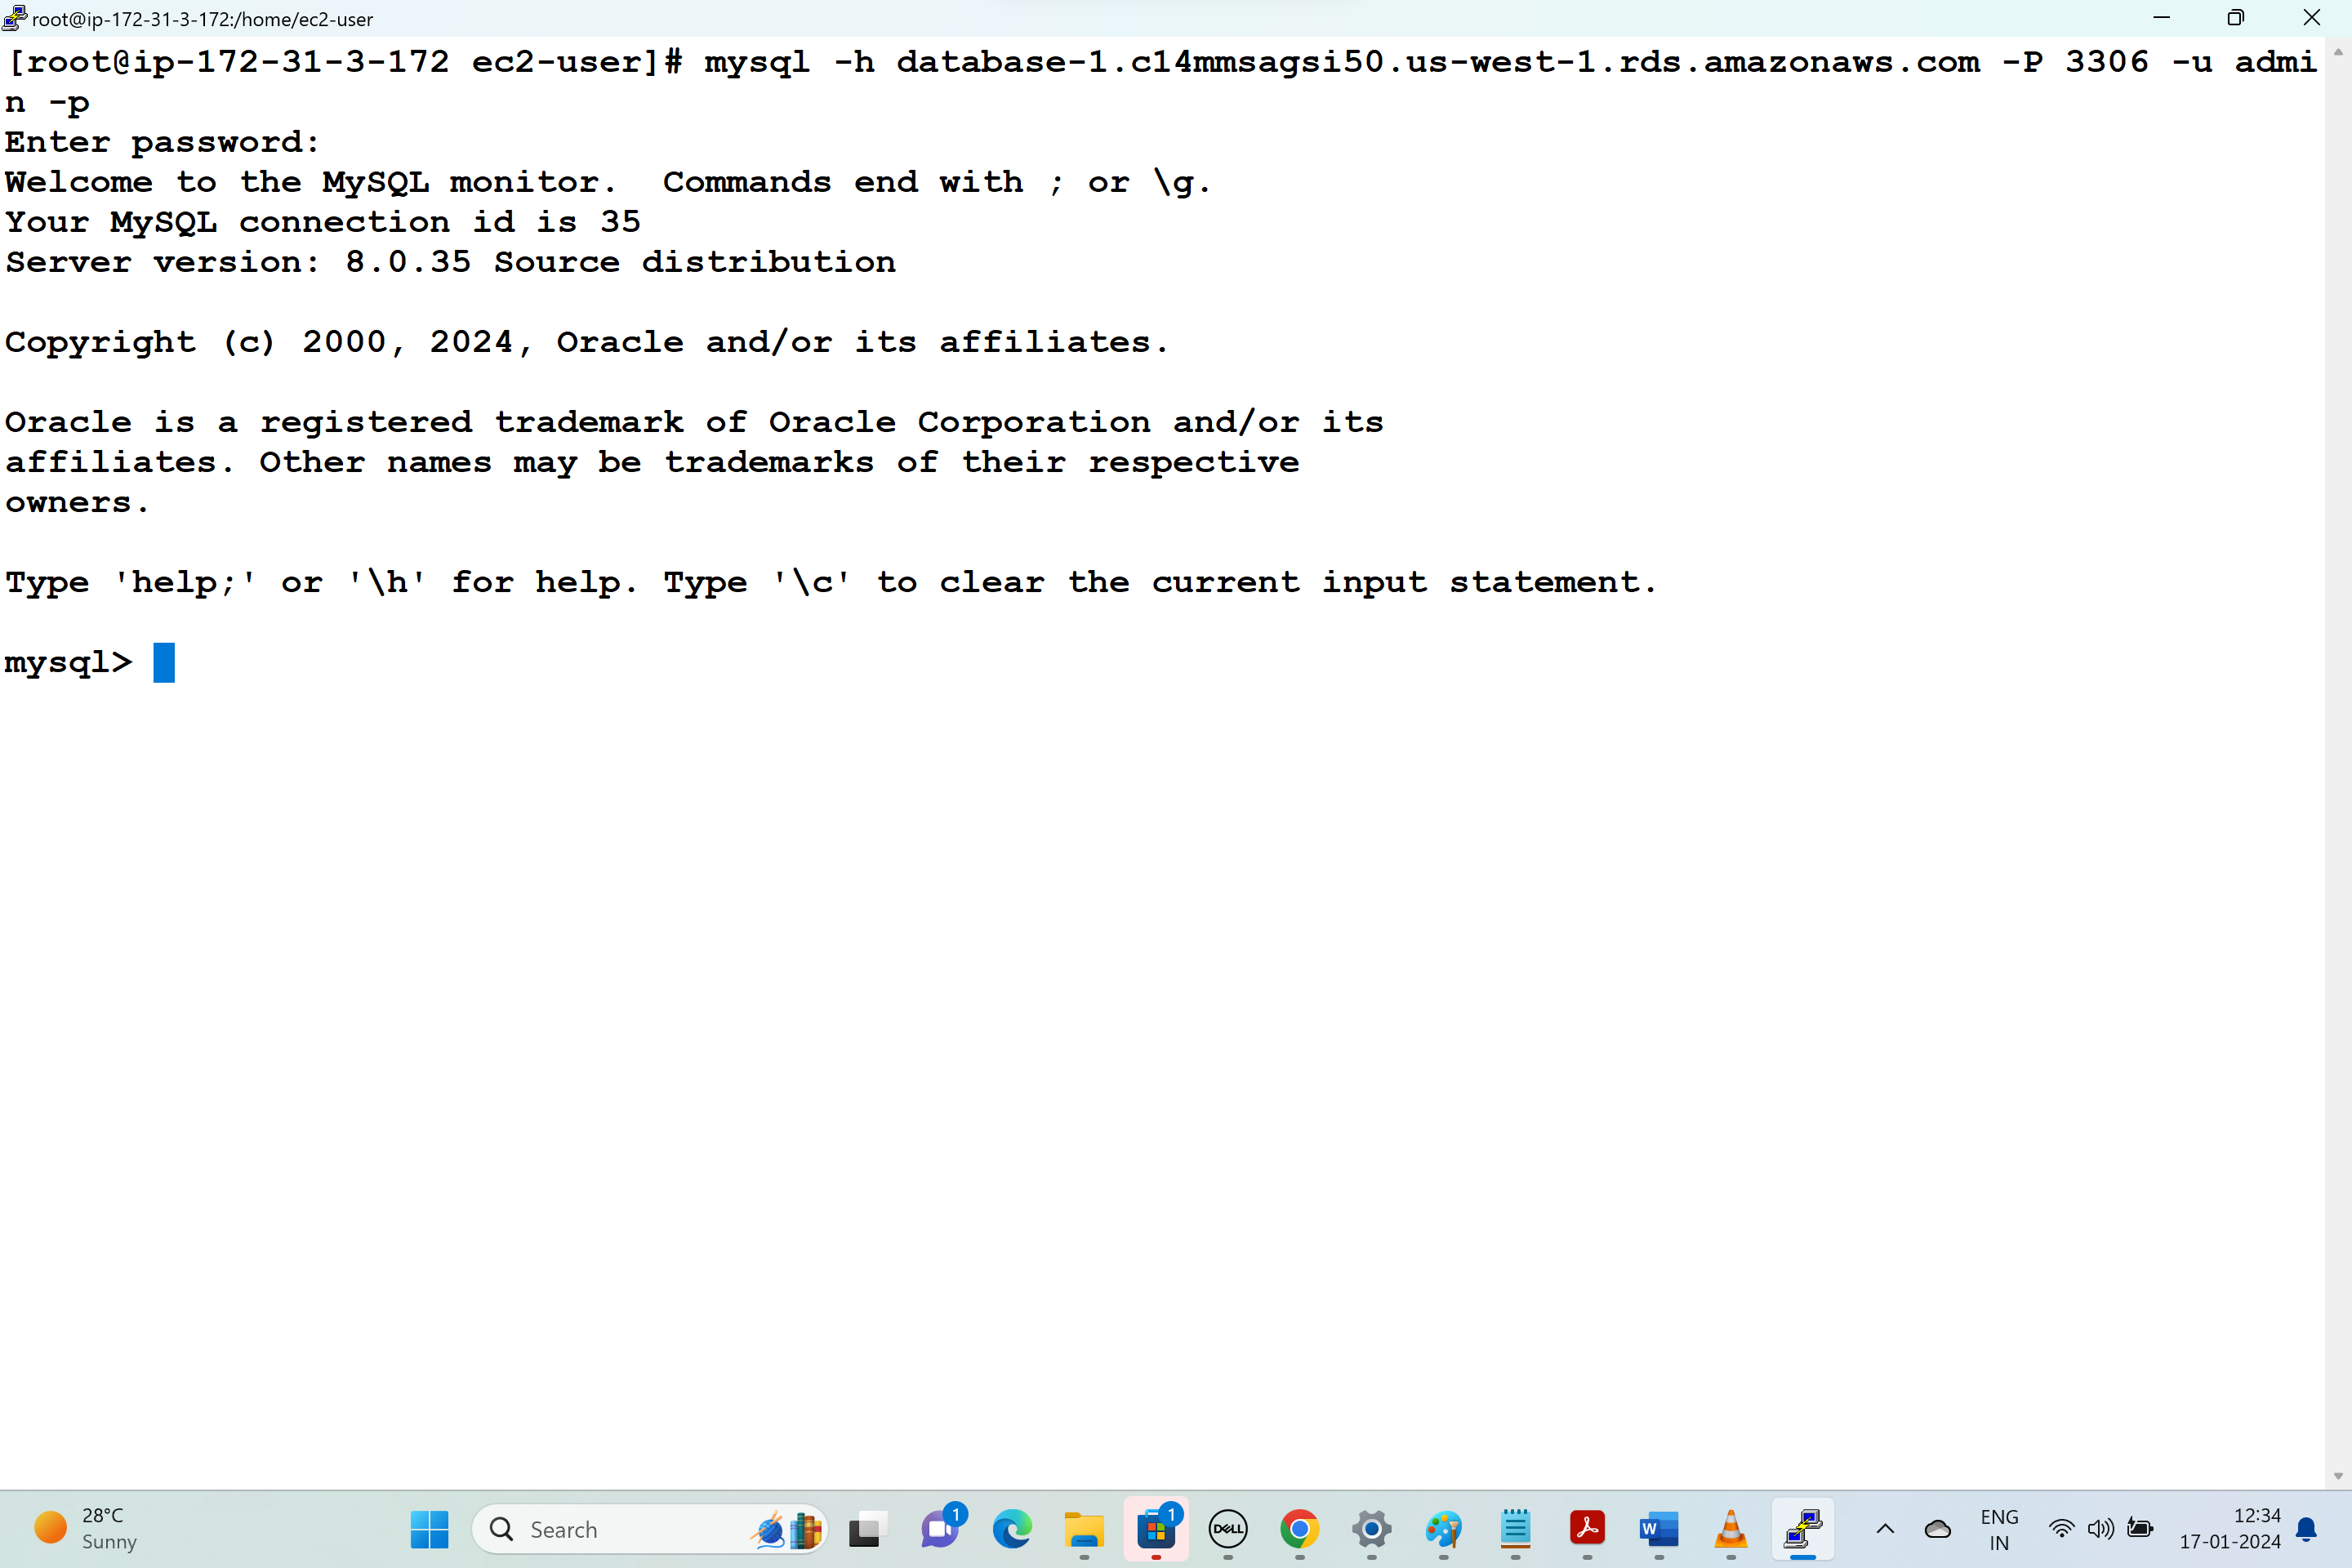 root@ip-172-31-3-172:/home/ec2-user
[root@ip-172-31-3-172 ec2-user]# mysql -h database-1.c14mmsagsi50.us-west-1.rds.amazonaws.com -P 3306 -u admi
n -p
Enter password:
Welcome to the MySQL monitor.  Commands end with ; or \g.
Your MySQL connection id is 35
Server version: 8.0.35 Source distribution
Copyright (c) 2000, 2024, Oracle and/or its affiliates.
Oracle is a registered trademark of Oracle Corporation and/or its
affiliates. Other names may be trademarks of their respective
owners.
Type 'help;' or '\h' for help. Type '\c' to clear the current input statement.
mysql>
28°C
Sunny
Search
1
1
DELL
W
ENG
IN
12:34
17-01-2024